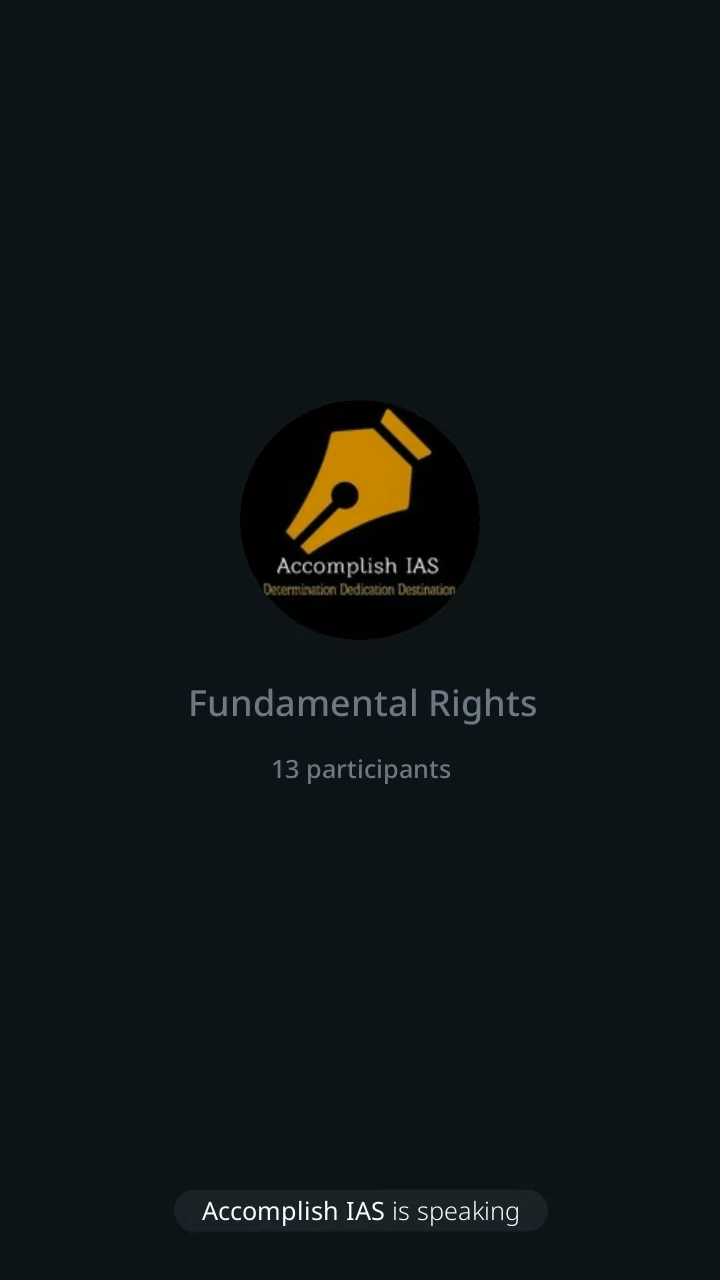 Accomplish IAS
Determination Dedication Destination
Fundamental Rights
13 participants
Accomplish IAS is speaking